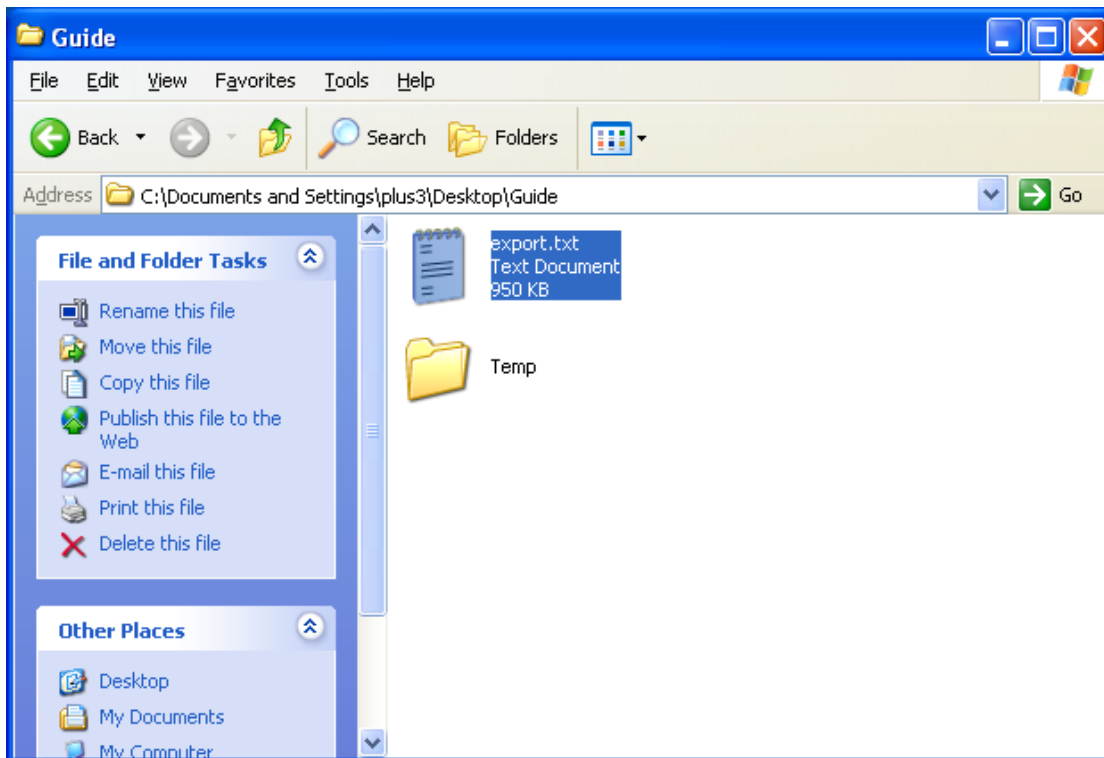 Guide
File Edit View Favorites Tools Help
Back Search Folders
Address C:\Documents and Settings\plus3\Desktop\Guide Go
File and Folder Tasks
Rename this file
Move this file
Copy this file
Publish this file to the
Web
E-mail this file
Print this file
Delete this file
Other Places
Desktop
My Documents
My Computer
export.txt
Text Document
950 KB
Temp